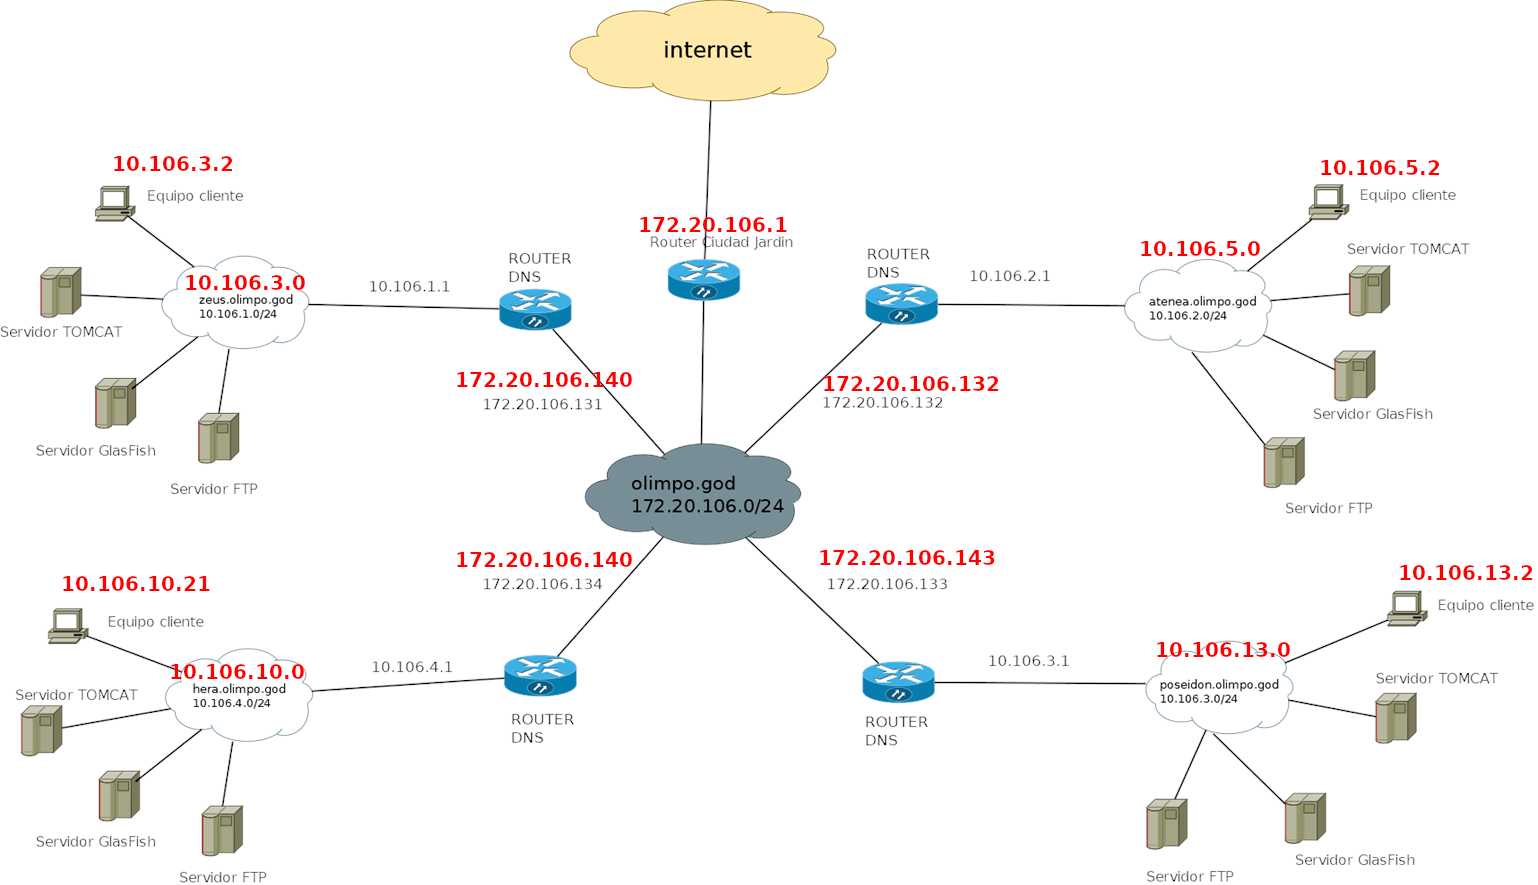 internet
172.20.106.1
Router Ciudad Jardin
10.106.3.2
Equipo cliente
10.106.3.0
zeus.olimpo.god
10.106.1.0/24
Servidor TOMCAT
Servidor GlasFish
Servidor FTP
10.106.1.1
ROUTER
DNS
172.20.106.140
172.20.106.131
10.106.5.2
Equipo cliente
Servidor TOMCAT
10.106.5.0
atenea.olimpo.god
10.106.2.0/24
Servidor GlasFish
Servidor FTP
ROUTER
DNS
10.106.2.1
172.20.106.132
172.20.106.132
olimpo.god
172.20.106.0/24
172.20.106.140
172.20.106.134
10.106.10.21
Equipo cliente
10.106.10.0
hera.olimpo.god
10.106.4.0/24
Servidor TOMCAT
Servidor GlasFish
Servidor FTP
10.106.4.1
ROUTER
DNS
172.20.106.143
172.20.106.133
10.106.13.2
Equipo cliente
10.106.13.0
poseidon.olimpo.god
10.106.3.0/24
Servidor TOMCAT
10.106.3.1
ROUTER
DNS
Servidor GlasFish
Servidor FTP